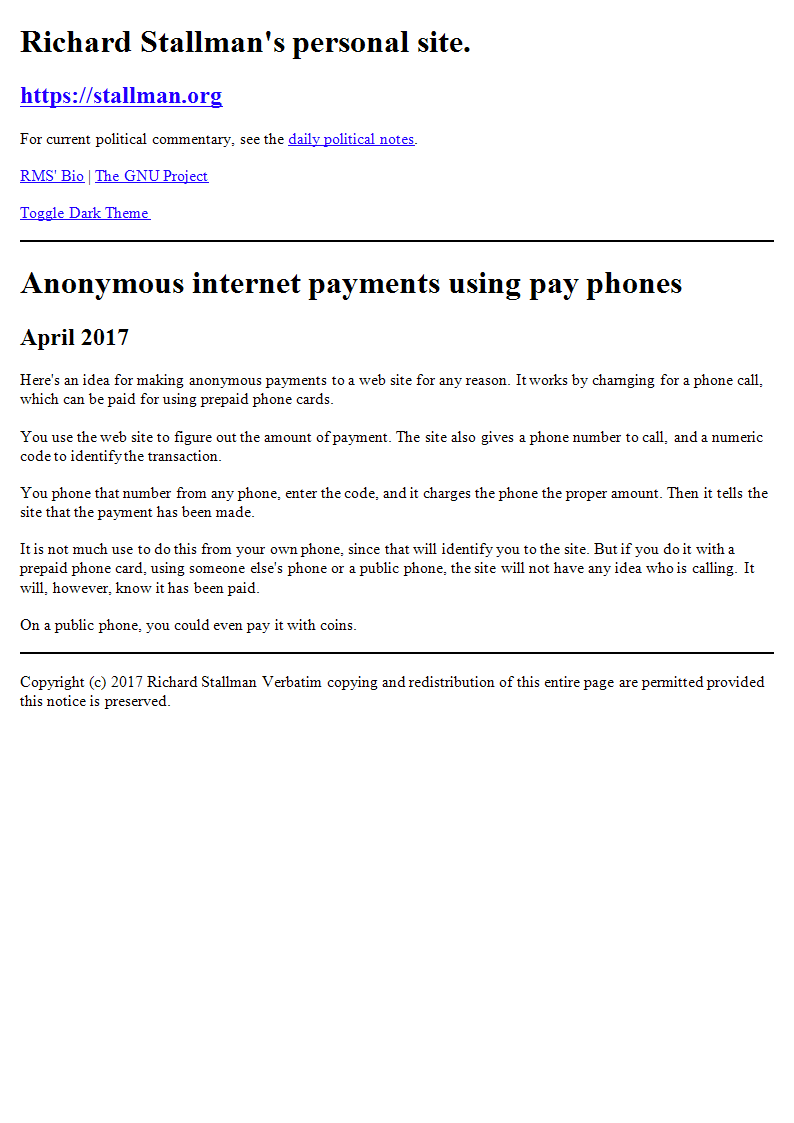 Richard Stallman's personal site.
https://stallman.org
For current political commentary, see the daily political notes.
RMS' Bio | The GNU Project
Toggle Dark Theme
Anonymous internet payments using pay phones
April 2017
Here's an idea for making anonymous payments to a web site for any reason. It works by charnging for a phone call,
which can be paid for using prepaid phone cards.
You use the web site to figure out the amount of payment. The site also gives a phone number to call, and a numeric
code to identify the transaction.
You phone that number from any phone, enter the code, and it charges the phone the proper amount. Then it tells the
site that the payment has been made.
It is not much use to do this from your own phone, since that will identify you to the site. But if you do it with a
prepaid phone card, using someone else's phone or a public phone, the site will not have any idea who is calling. It
will, however, know it has been paid.
On a public phone, you could even pay it with coins.
Copyright (c) 2017 Richard Stallman Verbatim copying and redistribution of this entire page are permitted provided
this notice is preserved.